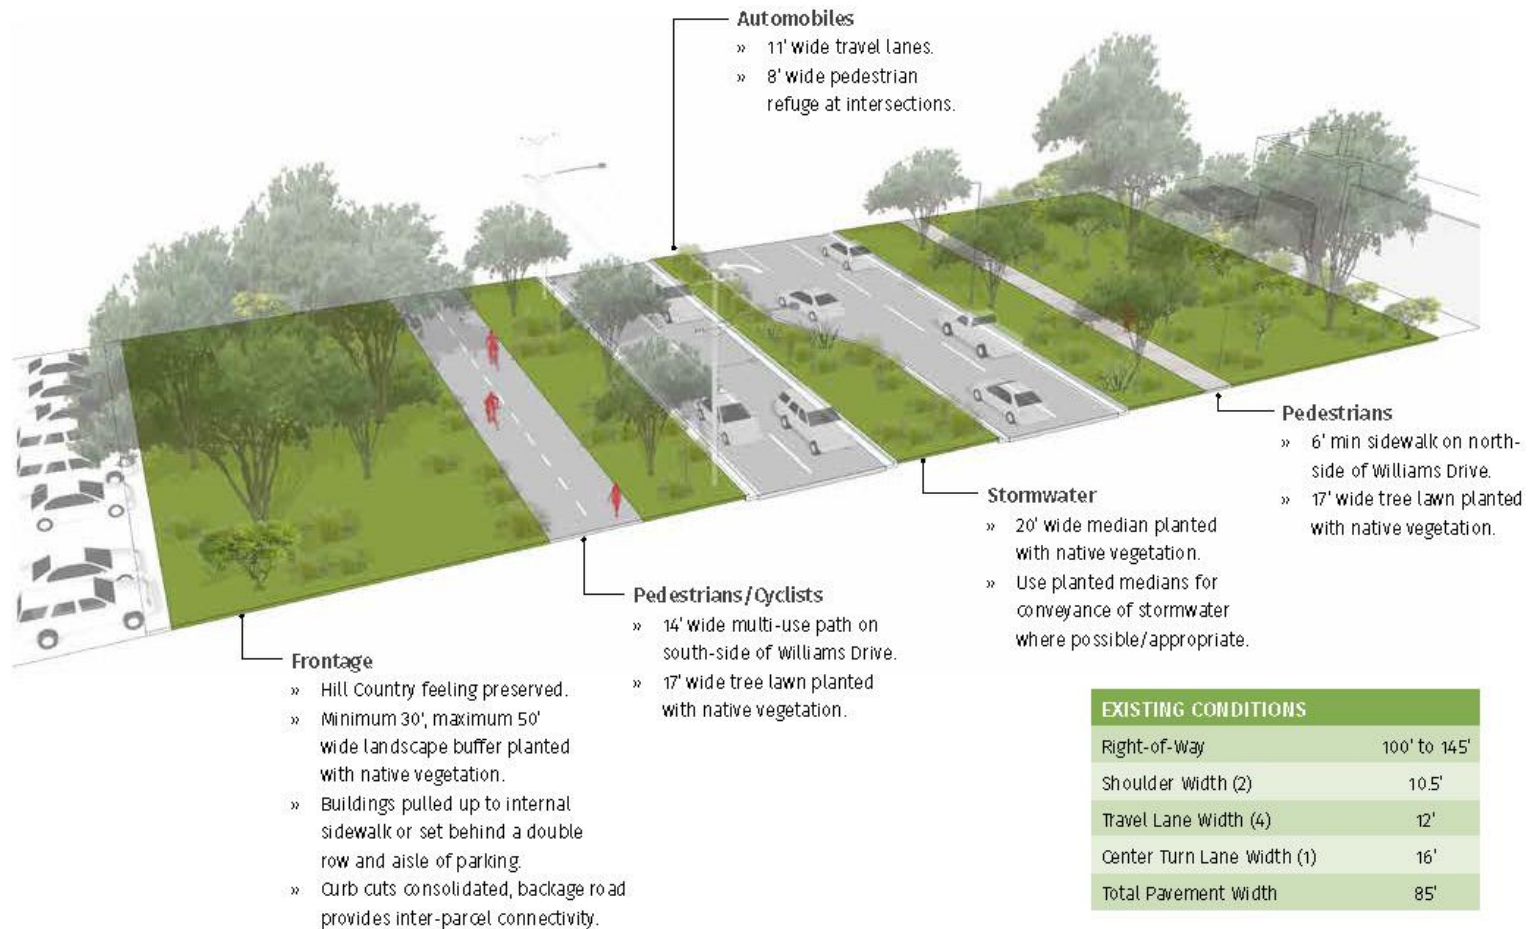 Automobiles
» 11' wide travel lanes.
» 8' wide pedestrian
refuge at intersections.
Pedestrians
» 6' min sidewalk on north-
side of Williams Drive.
» 17' wide tree lawn planted
with native vegetation.
Stormwater
» 20' wide median planted
with native vegetation.
» Use planted medians for
conveyance of stormwater
where possible/appropriate.
Pedestrians/Cyclists
» 14' wide multi-use path on
south-side of Williams Drive.
» 17' wide tree lawn planted
with native vegetation.
Frontage
» Hill Country feeling preserved.
» Minimum 30', maximum 50'
wide landscape buffer planted
with native vegetation.
» Buildings pulled up to internal
sidewalk or set behind a double
row and aisle of parking.
» Curb cuts consolidated, backage road
provides inter-parcel connectivity.
EXISTING CONDITIONS
Right-of-Way 100' to 145'
Shoulder Width (2) 10.5'
Travel Lane Width (4) 12'
Center Turn Lane Width (1) 16'
Total Pavement Width 85'